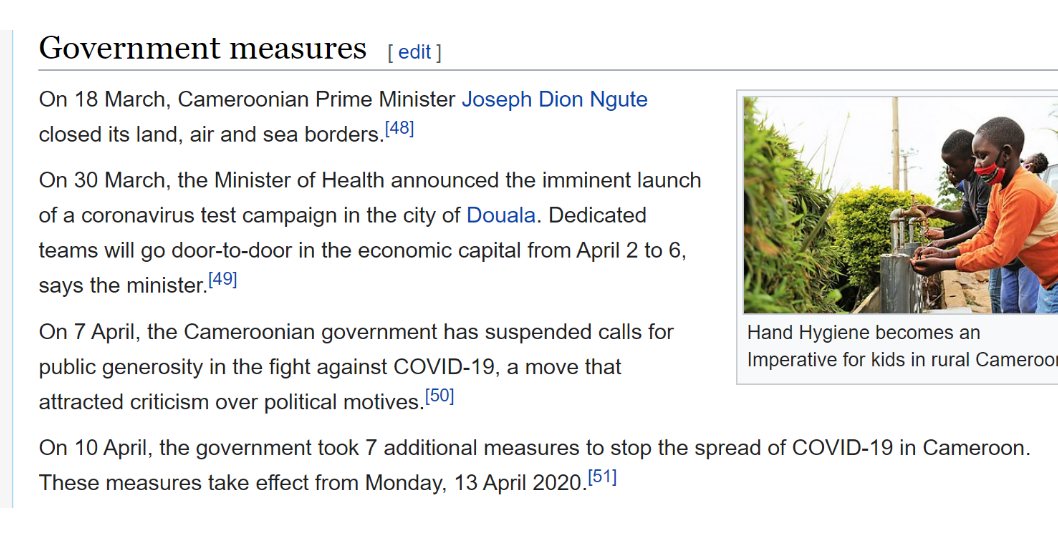 Government measures [ edit ]
On 18 March, Cameroonian Prime Minister Joseph Dion Ngute
closed its land, air and sea borders.[48]
On 30 March, the Minister of Health announced the imminent launch
of a coronavirus test campaign in the city of Douala. Dedicated
teams will go door-to-door in the economic capital from April 2 to 6,
says the minister.[49]
On 7 April, the Cameroonian government has suspended calls for
public generosity in the fight against COVID-19, a move that
attracted criticism over political motives.[50]
Hand Hygiene becomes an
Imperative for kids in rural Cameroo
On 10 April, the government took 7 additional measures to stop the spread of COVID-19 in Cameroon.
These measures take effect from Monday, 13 April 2020.[51]